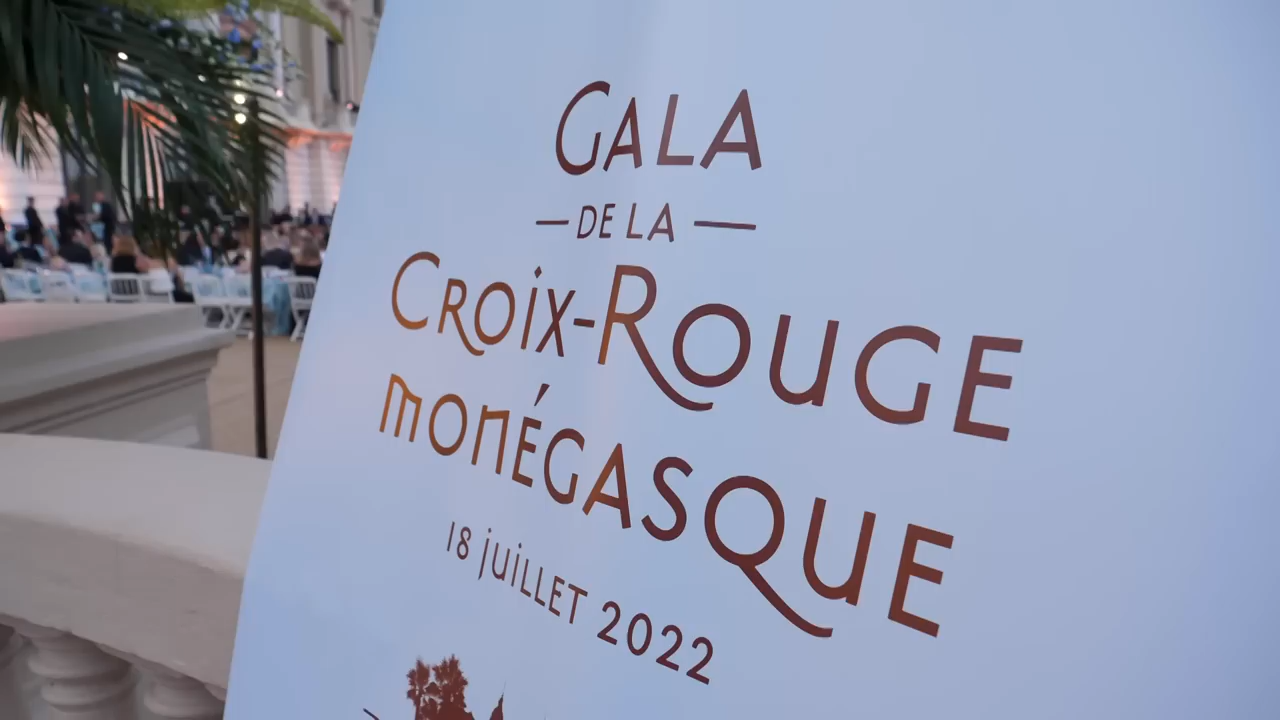 GALA
DE LA
CROIX-ROUGE
MONÉGASQUE
18 JUILLET 2022